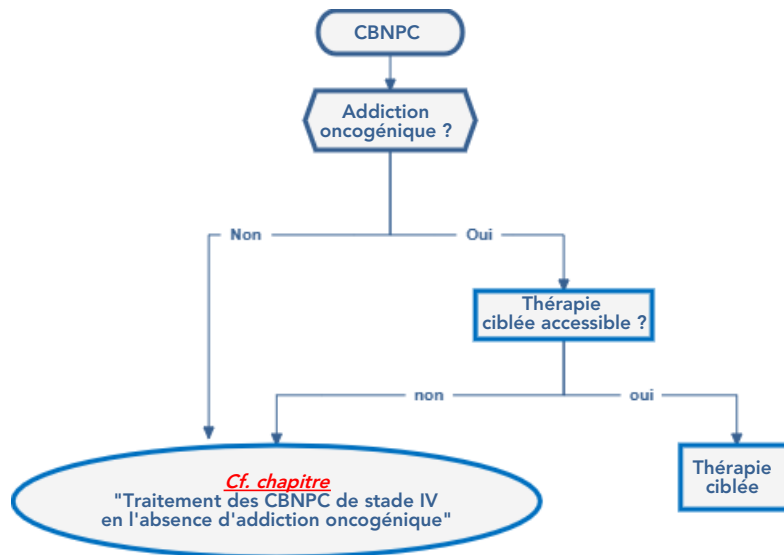 CBNPC
Addiction
oncogénique ?
Non
Oui
Thérapie
ciblée accessible ?
non
oui
Cf. chapitre
"Traitement des CBNPC de stade IV
en l'absence d'addiction oncogénique"
Thérapie
ciblée